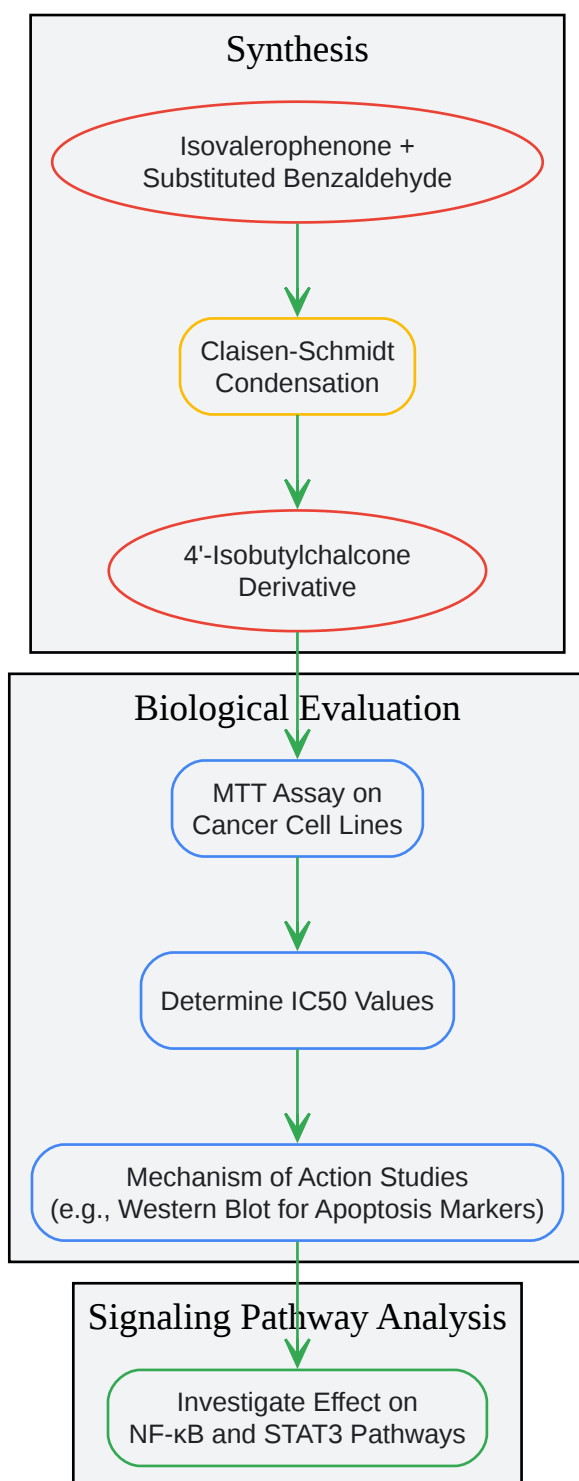 Synthesis
Isovalerophenone +
Substituted Benzaldehyde
Claisen-Schmidt
Condensation
4'-Isobutylchalcone
Derivative
Biological Evaluation
MTT Assay on
Cancer Cell Lines
Determine IC50 Values
Mechanism of Action Studies
(e.g., Western Blot for Apoptosis Markers)
Signaling Pathway Analysis
Investigate Effect on
NF-κB and STAT3 Pathways